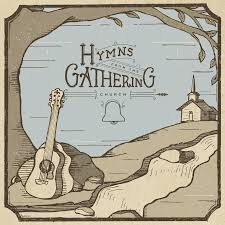 HYMNS
FROM THE
GATHERING
CHURCH